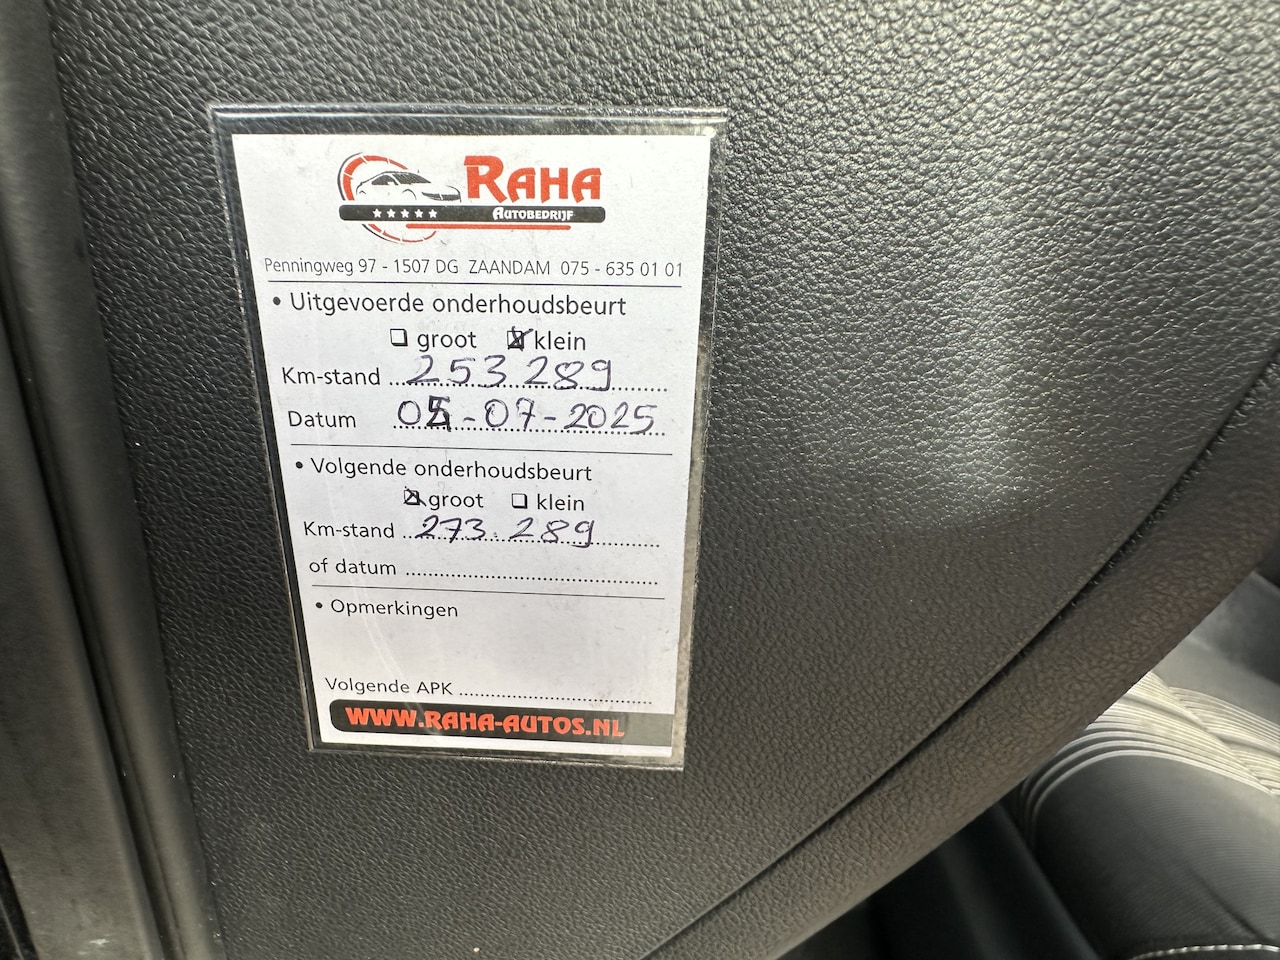 RAHA
★★★★★ AUTOBEDRIJF
Penningweg 97 - 1507 DG ZAANDAM 075 - 635 01 01
• Uitgevoerde onderhoudsbeurt
❑ groot ☒ klein
Km-stand 253 289
Datum 05-07-2025
• Volgende onderhoudsbeurt
☒ groot ❑ klein
Km-stand 273.289
of datum
• Opmerkingen
Volgende APK
WWW.RAHA-AUTOS.NL